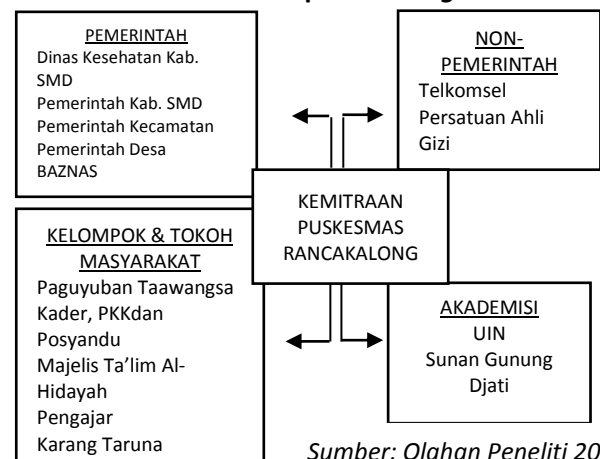 PEMERINTAH
Dinas Kesehatan Kab.
SMD
Pemerintah Kab. SMD
Pemerintah Kecamatan
Pemerintah Desa
BAZNAS
NON-
PEMERINTAH
Telkomsel
Persatuan Ahli
Gizi
KEMITRAAN
PUSKESMAS
RANCAKALONG
KELOMPOK & TOKOH
MASYARAKAT
Paguyuban Taawangsa
Kader, PKKdan
Posyandu
Majelis Ta’lim Al-
Hidayah
Pengajar
Karang Taruna
AKADEMISI
UIN
Sunan Gunung
Djati
Sumber: Olahan Peneliti 20